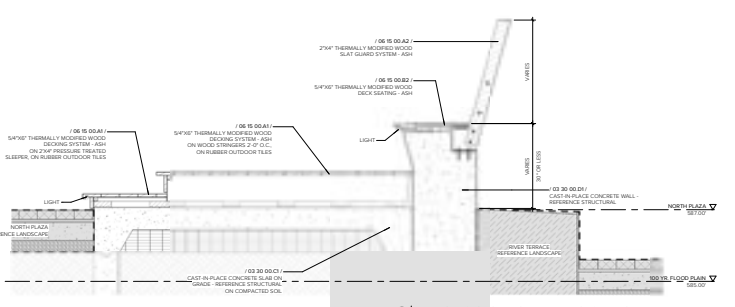 / 06 15 00.A2 /
2"X4" THERMALLY MODIFIED WOOD
SLAT GUARD SYSTEM - ASH
VARIES
/ 06 15 00.B2 /
5/4"X6" THERMALLY MODIFIED WOOD
DECK SEATING - ASH
/ 06 15 00.A1 /
5/4"X6" THERMALLY MODIFIED WOOD
DECKING SYSTEM - ASH
ON 2"X4" PRESSURE TREATED
SLEEPER, ON RUBBER OUTDOOR TILES
/ 06 15 00.A1 /
5/4"X6" THERMALLY MODIFIED WOOD
DECKING SYSTEM - ASH
ON WOOD STRINGERS 2'-0" O.C.,
ON RUBBER OUTDOOR TILES
LIGHT
VARIES
30" OR LESS
/ 03 30 00.D1 /
CAST-IN-PLACE CONCRETE WALL -
REFERENCE STRUCTURAL
LIGHT
NORTH PLAZA
587.00'
NORTH PLAZA
ENCE LANDSCAPE
RIVER TERRACE
REFERENCE LANDSCAPE
/ 03 30 00.C1 /
CAST-IN-PLACE CONCRETE SLAB ON
GRADE - REFERENCE STRUCTURAL
ON COMPACTED SOIL
100 YR. FLOOD PLAIN
585.00'